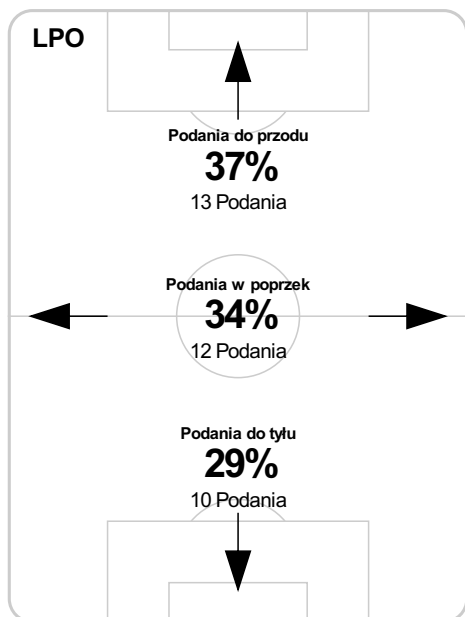 LPO
Podania do przodu
37%
13 Podania
Podania w poprzek
34%
12 Podania
Podania do tyłu
29%
10 Podania